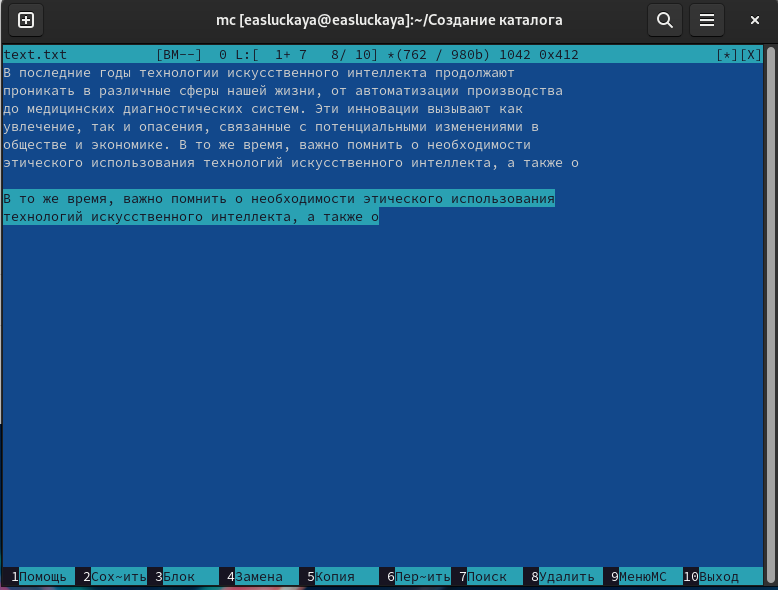 mc [easluckaya@easluckaya]:~/Создание каталога
text.txt [BM--] 0 L:[ 1+ 7 8/ 10] *(762 / 980b) 1042 0x412 [*][X]
В последние годы технологии искусственного интеллекта продолжают
проникать в различные сферы нашей жизни, от автоматизации производства
до медицинских диагностических систем. Эти инновации вызывают как
увлечение, так и опасения, связанные с потенциальными изменениями в
обществе и экономике. В то же время, важно помнить о необходимости
этического использования технологий искусственного интеллекта, а также о
В то же время, важно помнить о необходимости этического использования
технологий искусственного интеллекта, а также о
1Помощь 2Сох~ить 3Блок 4Замена 5Копия 6Пер~ить 7Поиск 8Удалить 9МенюМС 10Выход